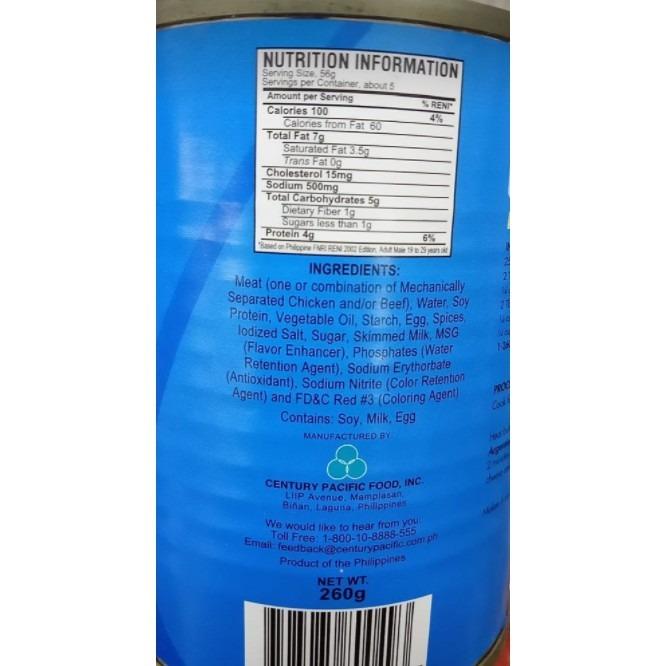 NUTRITION INFORMATION
Serving Size, 56g
Servings per Container, about 5
Amount per Serving
% RENI*
Calories 100 4%
Calories from Fat 60
Total Fat 7g
Saturated Fat 3.5g
Trans Fat 0g
Cholesterol 15mg
Sodium 500mg
Total Carbohydrates 5g
Dietary Fiber 1g
Sugars less than 1g
Protein 4g 6%
*Based on Philippine FNRI RENI 2002 Edition, Adult Male 19 to 29 years old
INGREDIENTS:
Meat (one or combination of Mechanically
Separated Chicken and/or Beef), Water, Soy
Protein, Vegetable Oil, Starch, Egg, Spices,
Iodized Salt, Sugar, Skimmed Milk, MSG
(Flavor Enhancer), Phosphates (Water
Retention Agent), Sodium Erythorbate
(Antioxidant), Sodium Nitrite (Color Retention
Agent) and FD&C Red #3 (Coloring Agent)
Contains: Soy, Milk, Egg
MANUFACTURED BY
CENTURY PACIFIC FOOD, INC.
LIIP Avenue, Mamplasan,
Biñan, Laguna, Philippines
We would like to hear from you.
Toll Free: 1-800-10-8888-555
Email: feedback@centurypacific.com.ph
Product of the Philippines
NET WT.
260g